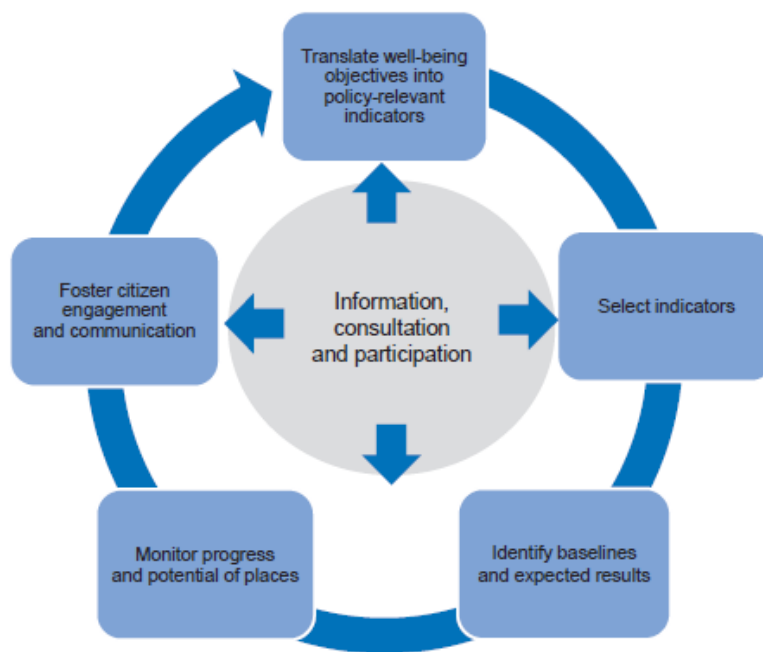 Translate well-being
objectives into
policy-relevant
indicators
Foster citizen
engagement
and communication
Information,
consultation
and participation
Select indicators
Monitor progress
and potential of places
Identify baselines
and expected results